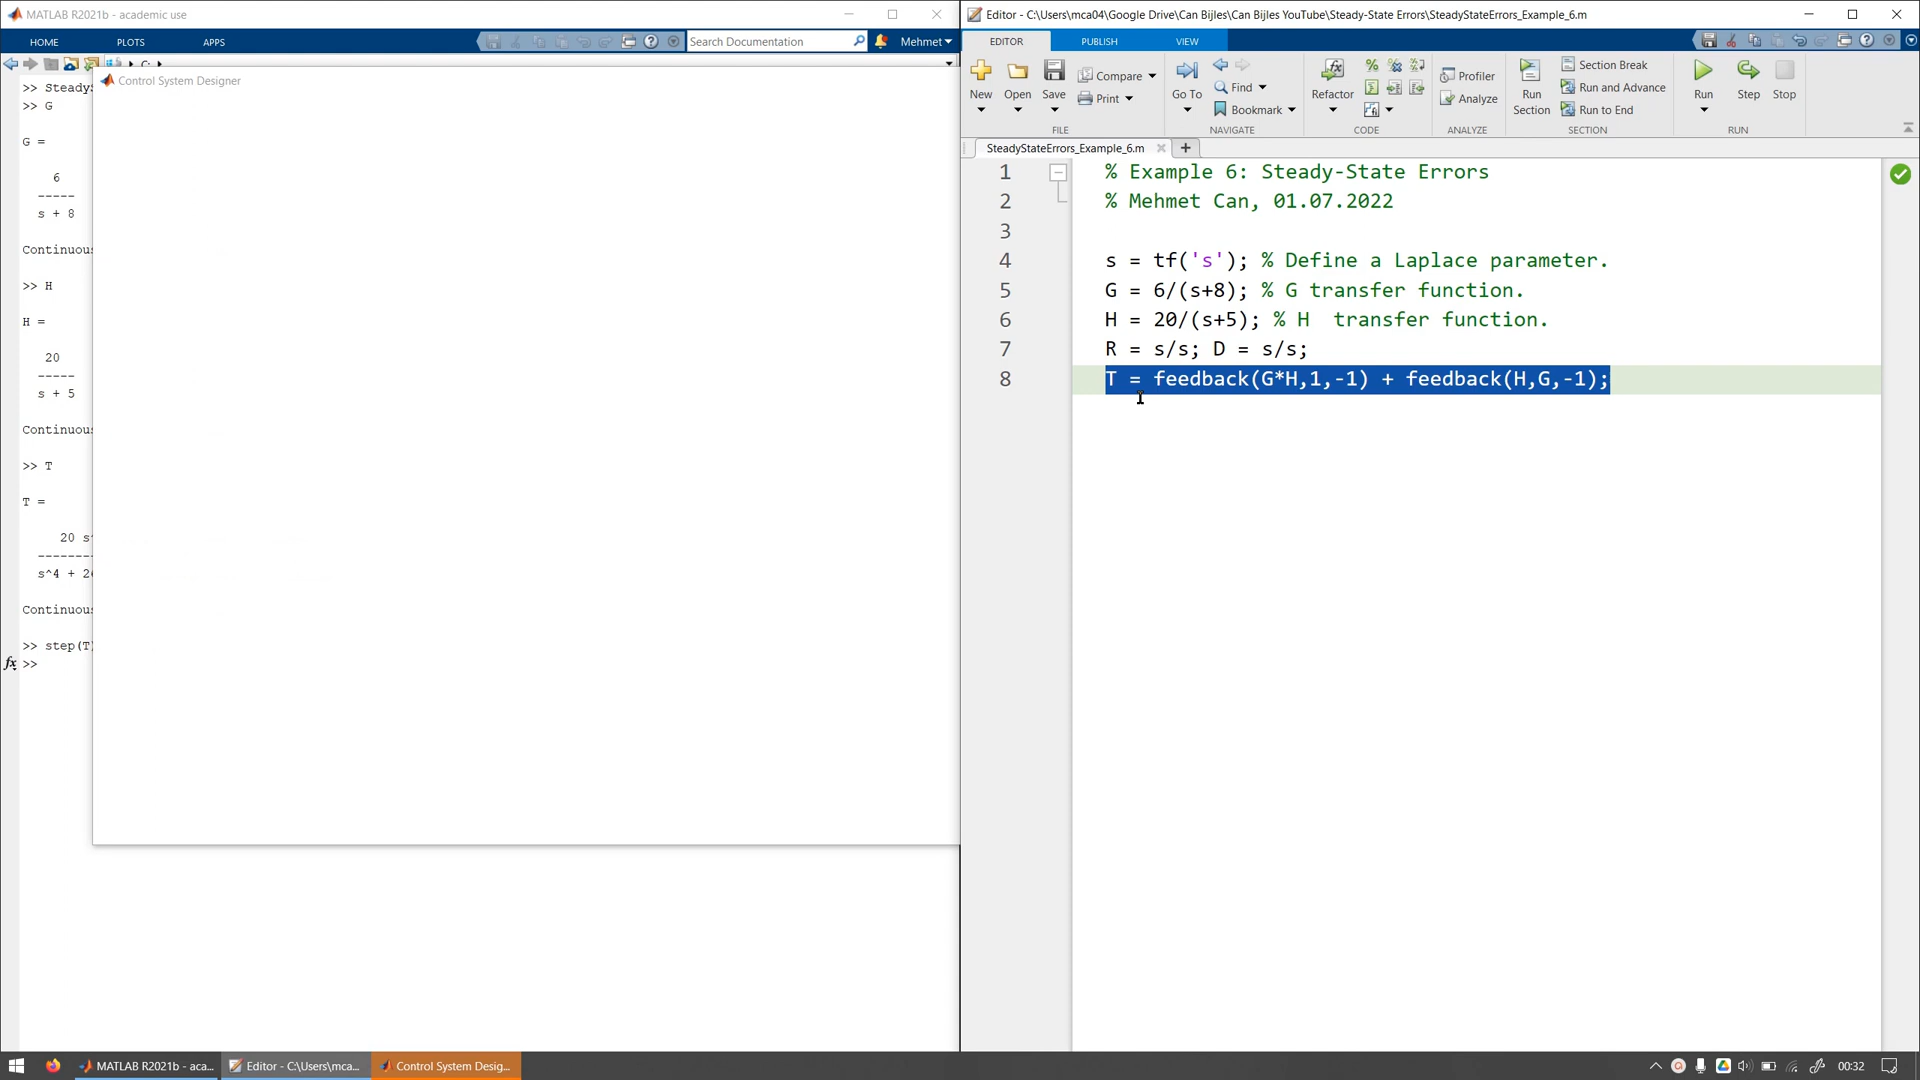 MATLAB R2021b - academic use
HOME PLOTS APPS Search Documentation Mehmet
C:
Control System Designer
>> Steady
>> G
G =
6
-----
s + 8
Continuous
>> H
H =
20
-----
s + 5
Continuous
>> T
T =
20 s^
--------
s^4 + 26
Continuous
>> step(T)
fx >>
Editor - C:\Users\mca04\Google Drive\Can Bijles\Can Bijles YouTube\Steady-State Errors\SteadyStateErrors_Example_6.m
EDITOR PUBLISH VIEW
New Open Save Compare Print
Go To Find Bookmark
Refactor
Profiler Analyze
Run Section Section Break Run and Advance Run to End
Run Step Stop
FILE NAVIGATE CODE ANALYZE SECTION RUN
SteadyStateErrors_Example_6.m
1 % Example 6: Steady-State Errors
2 % Mehmet Can, 01.07.2022
3
4 s = tf('s'); % Define a Laplace parameter.
5 G = 6/(s+8); % G transfer function.
6 H = 20/(s+5); % H  transfer function.
7 R = s/s; D = s/s;
8 T = feedback(G*H,1,-1) + feedback(H,G,-1);
MATLAB R2021b - aca... Editor - C:\Users\mca... Control System Desig... 00:32